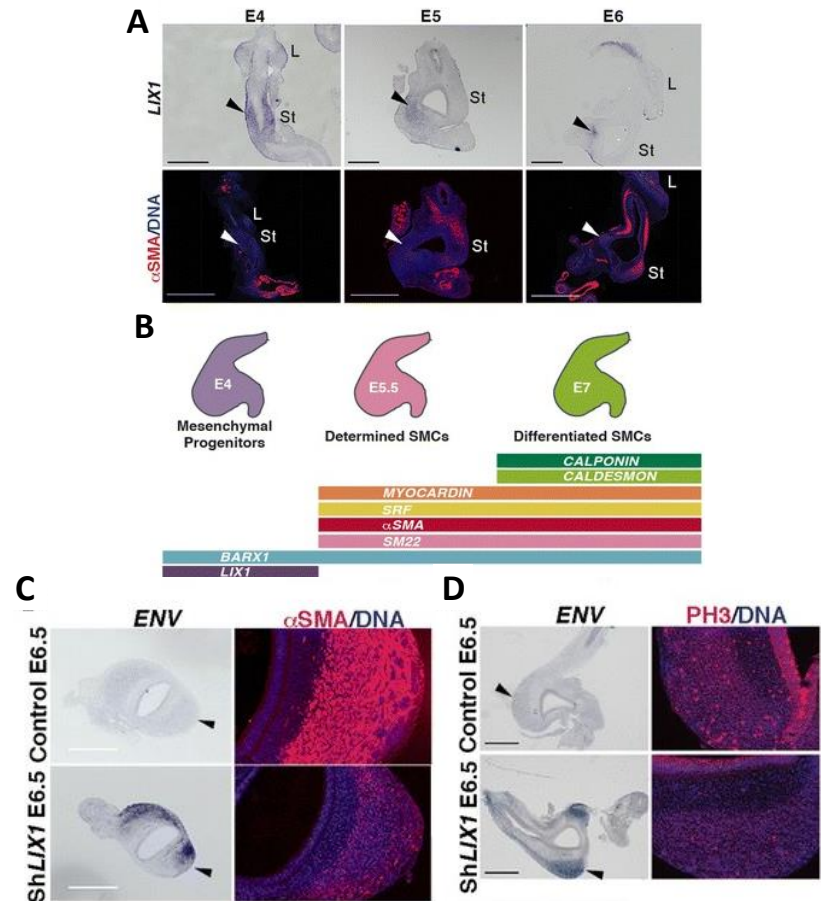 A
E4
E5
E6
LIX1
L
St
St
L
St
αSMA/DNA
L
St
St
L
St
B
E4
E5.5
E7
Mesenchymal
Progenitors
Determined SMCs
Differentiated SMCs
CALPONIN
CALDESMON
MYOCARDIN
SRF
αSMA
SM22
BARX1
LIX1
C
ENV
αSMA/DNA
Control E6.5
ShLIX1 E6.5
D
ENV
PH3/DNA
Control E6.5
ShLIX1 E6.5